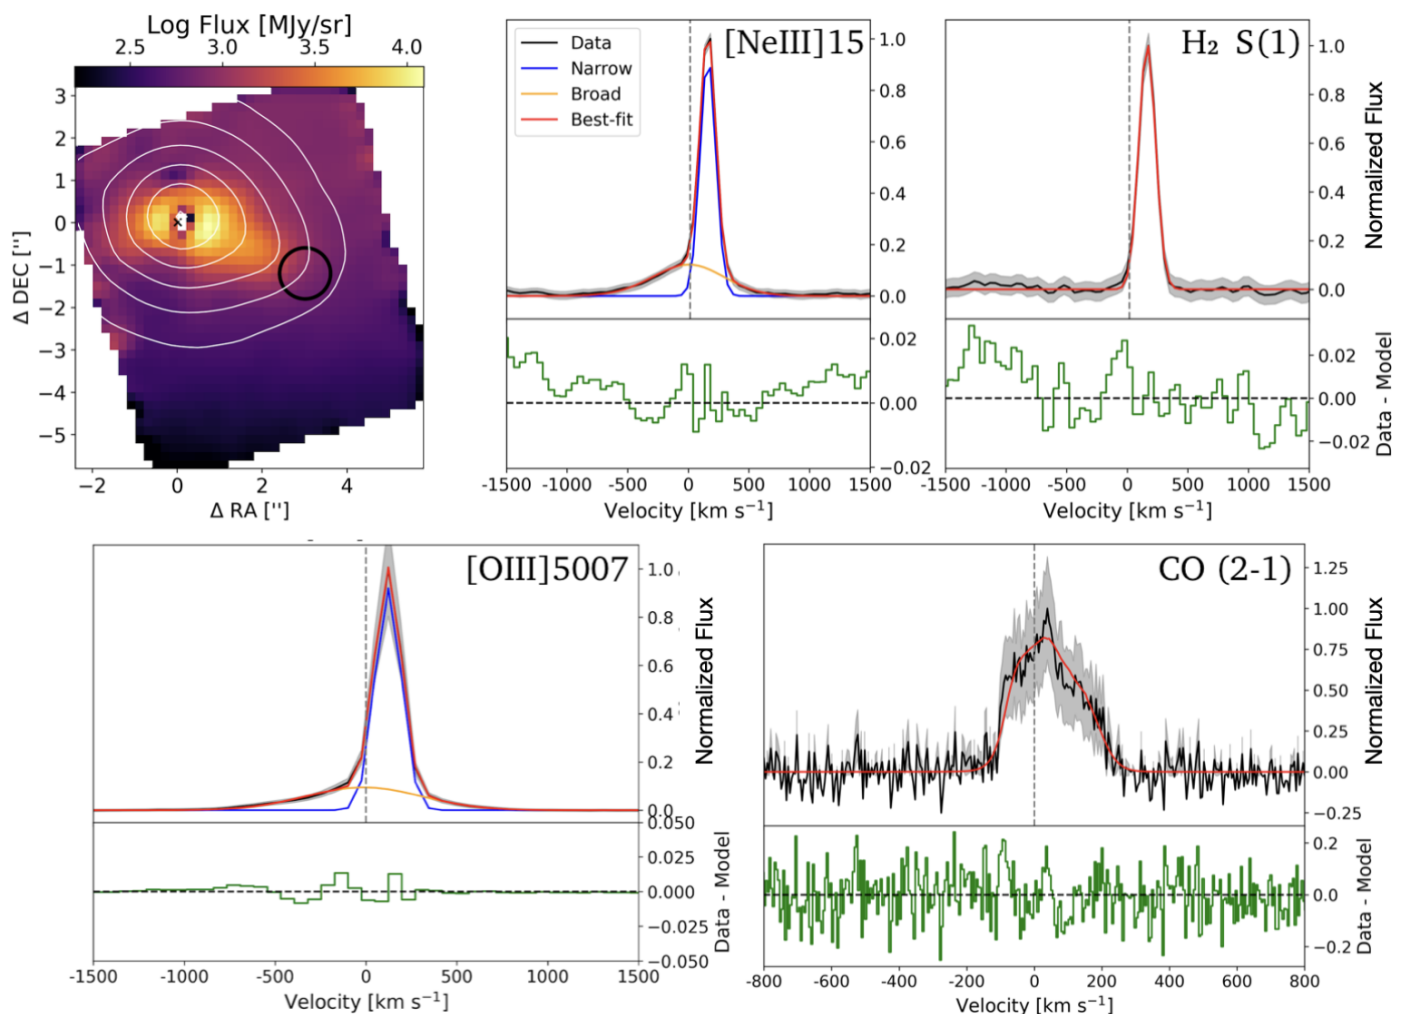 Log Flux [MJy/sr]
2.5 3.0 3.5 4.0
3
2
1
0
−1
−2
−3
−4
−5
Δ DEC ['']
−2 0 2 4
Δ RA ['']
[NeIII]15
Data
Narrow
Broad
Best-fit
1.0
0.8
0.6
0.4
0.2
0.0
0.02
0.00
−0.02
-1500 -1000 -500 0 500 1000 1500
Velocity [km s⁻¹]
H₂ S(1)
1.0
0.8
0.6
0.4
0.2
0.0
Normalized Flux
0.02
0.00
−0.02
Data - Model
-1500 -1000 -500 0 500 1000 1500
Velocity [km s⁻¹]
[OIII]5007
1.0
0.8
0.6
0.4
0.2
0.0
Normalized Flux
0.050
0.025
0.000
−0.025
−0.050
Data - Model
-1500 -1000 -500 0 500 1000 1500
Velocity [km s⁻¹]
CO (2-1)
1.25
1.00
0.75
0.50
0.25
0.00
−0.25
Normalized Flux
0.2
0.0
−0.2
Data - Model
-800 -600 -400 -200 0 200 400 600 800
Velocity [km s⁻¹]